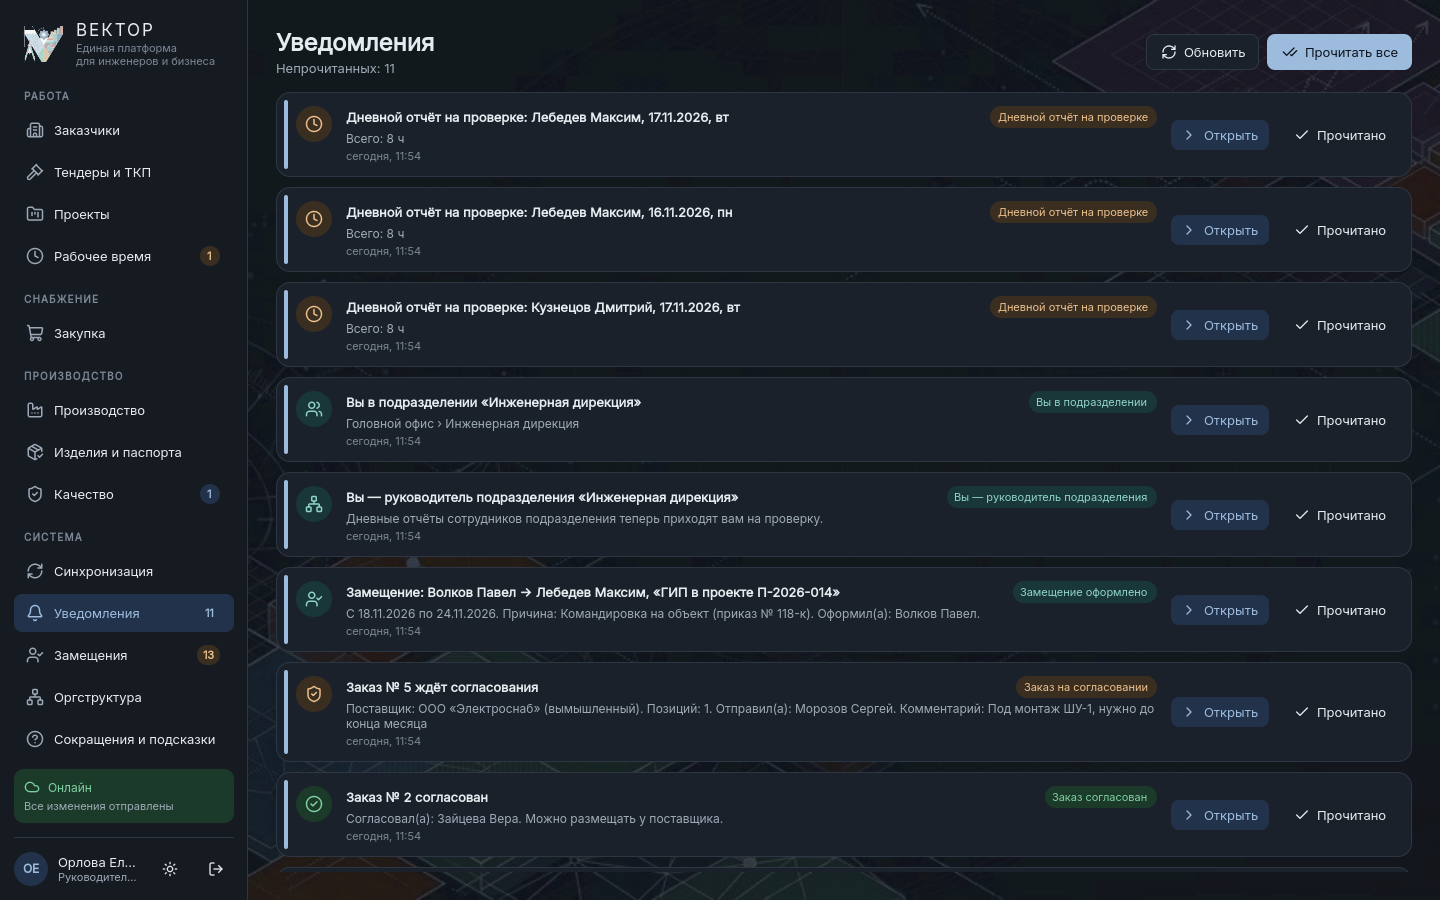 ВЕКТОР
Единая платформа
для инженеров и бизнеса
РАБОТА
Заказчики
Тендеры и ТКП
Проекты
Рабочее время
1
СНАБЖЕНИЕ
Закупка
ПРОИЗВОДСТВО
Производство
Изделия и паспорта
Качество
1
СИСТЕМА
Синхронизация
Уведомления
11
Замещения
13
Оргструктура
Сокращения и подсказки
Онлайн
Все изменения отправлены
ОЕ
Орлова Ел...
Руководител...
Уведомления
Непрочитанных: 11
Обновить
Прочитать все
Дневной отчёт на проверке: Лебедев Максим, 17.11.2026, вт
Всего: 8 ч
сегодня, 11:54
Дневной отчёт на проверке
Открыть
Прочитано
Дневной отчёт на проверке: Лебедев Максим, 16.11.2026, пн
Всего: 8 ч
сегодня, 11:54
Дневной отчёт на проверке
Открыть
Прочитано
Дневной отчёт на проверке: Кузнецов Дмитрий, 17.11.2026, вт
Всего: 8 ч
сегодня, 11:54
Дневной отчёт на проверке
Открыть
Прочитано
Вы в подразделении «Инженерная дирекция»
Головной офис › Инженерная дирекция
сегодня, 11:54
Вы в подразделении
Открыть
Прочитано
Вы — руководитель подразделения «Инженерная дирекция»
Дневные отчёты сотрудников подразделения теперь приходят вам на проверку.
сегодня, 11:54
Вы — руководитель подразделения
Открыть
Прочитано
Замещение: Волков Павел → Лебедев Максим, «ГИП в проекте П-2026-014»
С 18.11.2026 по 24.11.2026. Причина: Командировка на объект (приказ № 118-к). Оформил(а): Волков Павел.
сегодня, 11:54
Замещение оформлено
Открыть
Прочитано
Заказ № 5 ждёт согласования
Поставщик: ООО «Электроснаб» (вымышленный). Позиций: 1. Отправил(а): Морозов Сергей. Комментарий: Под монтаж ШУ-1, нужно до
конца месяца
сегодня, 11:54
Заказ на согласовании
Открыть
Прочитано
Заказ № 2 согласован
Согласовал(а): Зайцева Вера. Можно размещать у поставщика.
сегодня, 11:54
Заказ согласован
Открыть
Прочитано